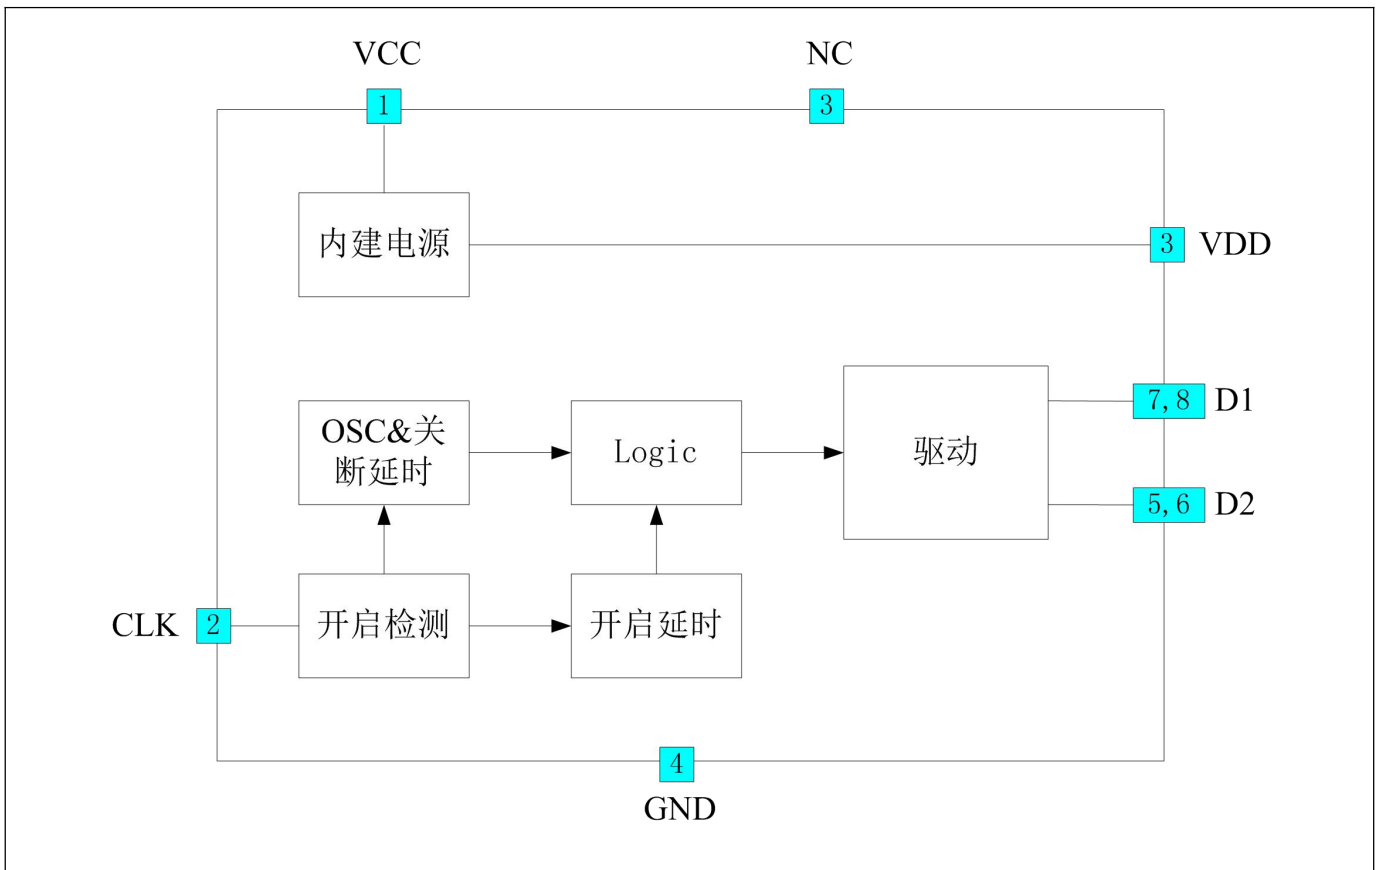 VCC
NC
1
3
内建电源
3
VDD
OSC&关
断延时
Logic
驱动
7,8
D1
5,6
D2
CLK
2
开启检测
开启延时
4
GND